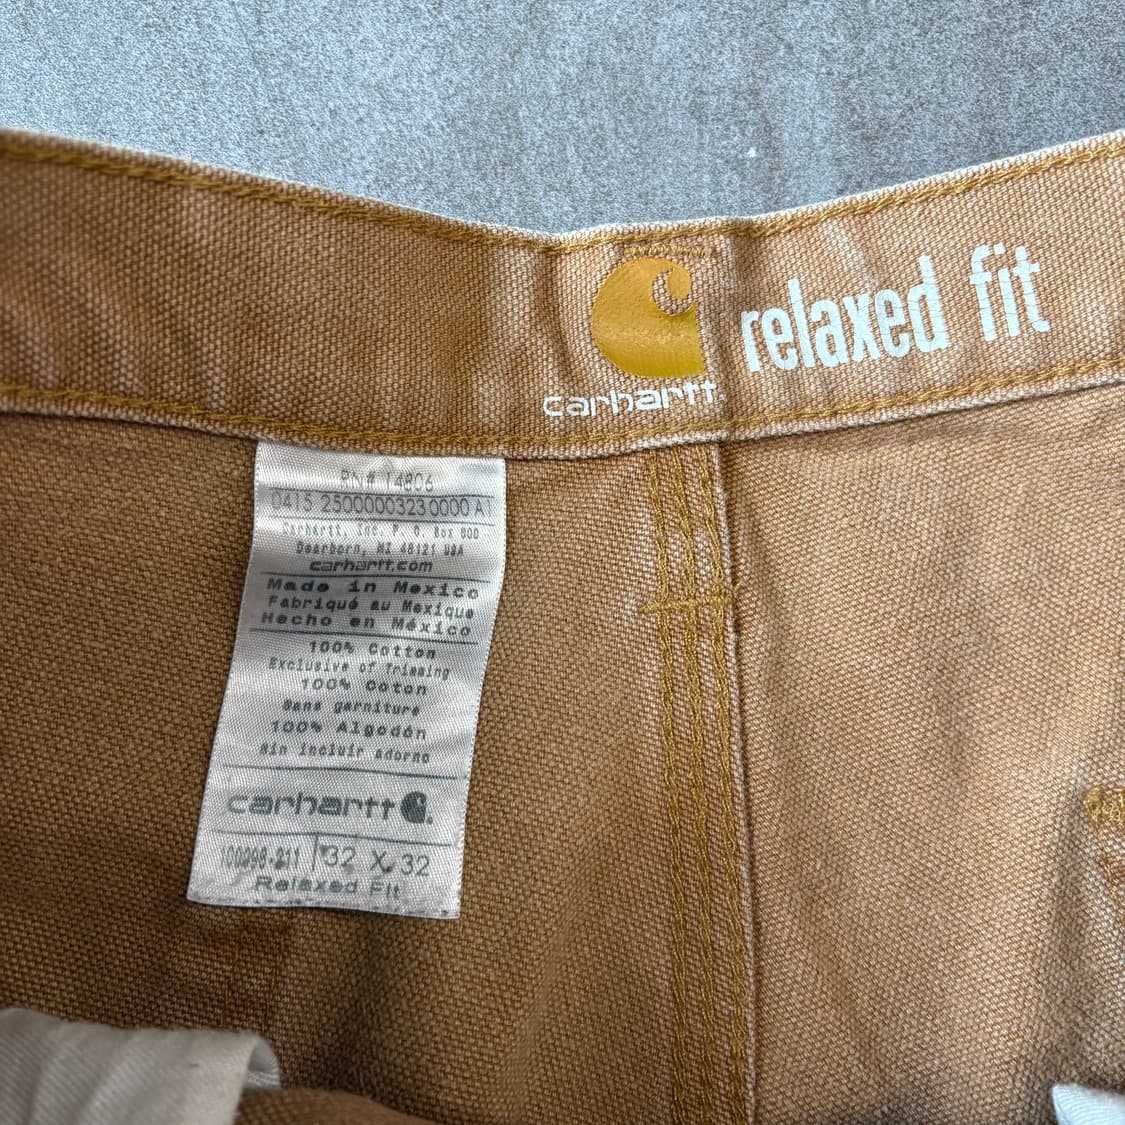 carhartt
relaxed fit
RN# 14806
0415 2500000323 0000 A1
Carhartt, Inc. P. O. Box 600
Dearborn, MI 48121 USA
carhartt.com
Made in Mexico
Fabriqué au Mexique
Hecho en México
100% Cotton
Exclusive of Trimming
100% Coton
Sans garniture
100% Algodón
sin incluir adorno
carhartt
32 X 32
Relaxed Fit